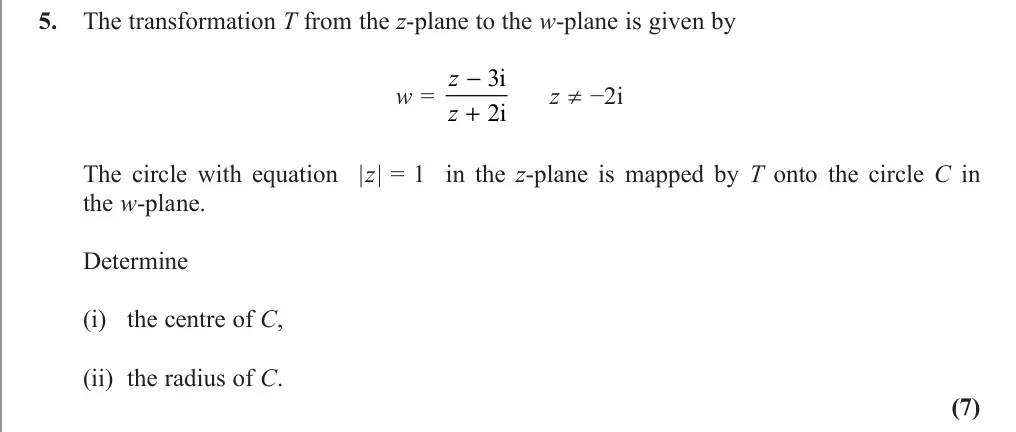 5. The transformation T from the z-plane to the w-plane is given by
w = \frac{z − 3i}{z + 2i} z ≠ −2i
The circle with equation |z| = 1 in the z-plane is mapped by T onto the circle C in
the w-plane.
Determine
(i) the centre of C,
(ii) the radius of C.
(7)